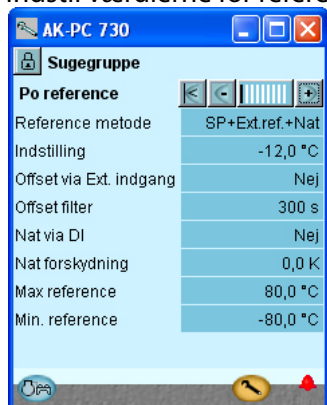 AK-PC 730
Sugegruppe
Po reference
Reference metode SP+Ext.ref.+Nat
Indstilling -12,0 °C
Offset via Ext. indgang Nej
Offset filter 300 s
Nat via DI Nej
Nat forskydning 0,0 K
Max reference 80,0 °C
Min. reference -80,0 °C